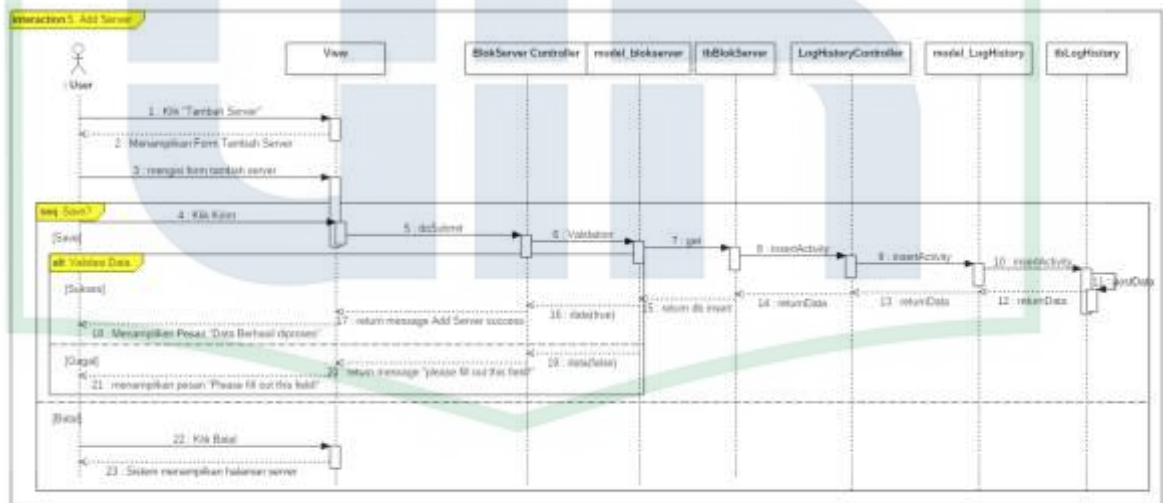 interaction 5. Add Server
: User
View
BlokServer Controller
model_blokserver
tbBlokServer
LogHistoryController
model_LogHistory
tbLogHistory
1 : Klik "Tambah Server"
2 : Menampilkan Form Tambah Server
3 : mengisi form tambah server
seq Save?
4 : Klik Kirim
[Save]
5 : doSubmit
6 : Validation
7 : get
8 : insertActivity
9 : insertActivity
10 : insertActivity
alt Validasi Data
[Sukses]
12 : returnData
13 : returnData
14 : returnData
15 : return db insert
16 : data(true)
17 : return message Add Server success
18 : Menampilkan Pesan "Data Berhasil diproses"
[Gagal]
19 : data(false)
20 : return message "please fill out this field!"
21 : menampilkan pesan "Please fill out this field!"
[Batal]
22 : Klik Batal
23 : Sistem menampilkan halaman server